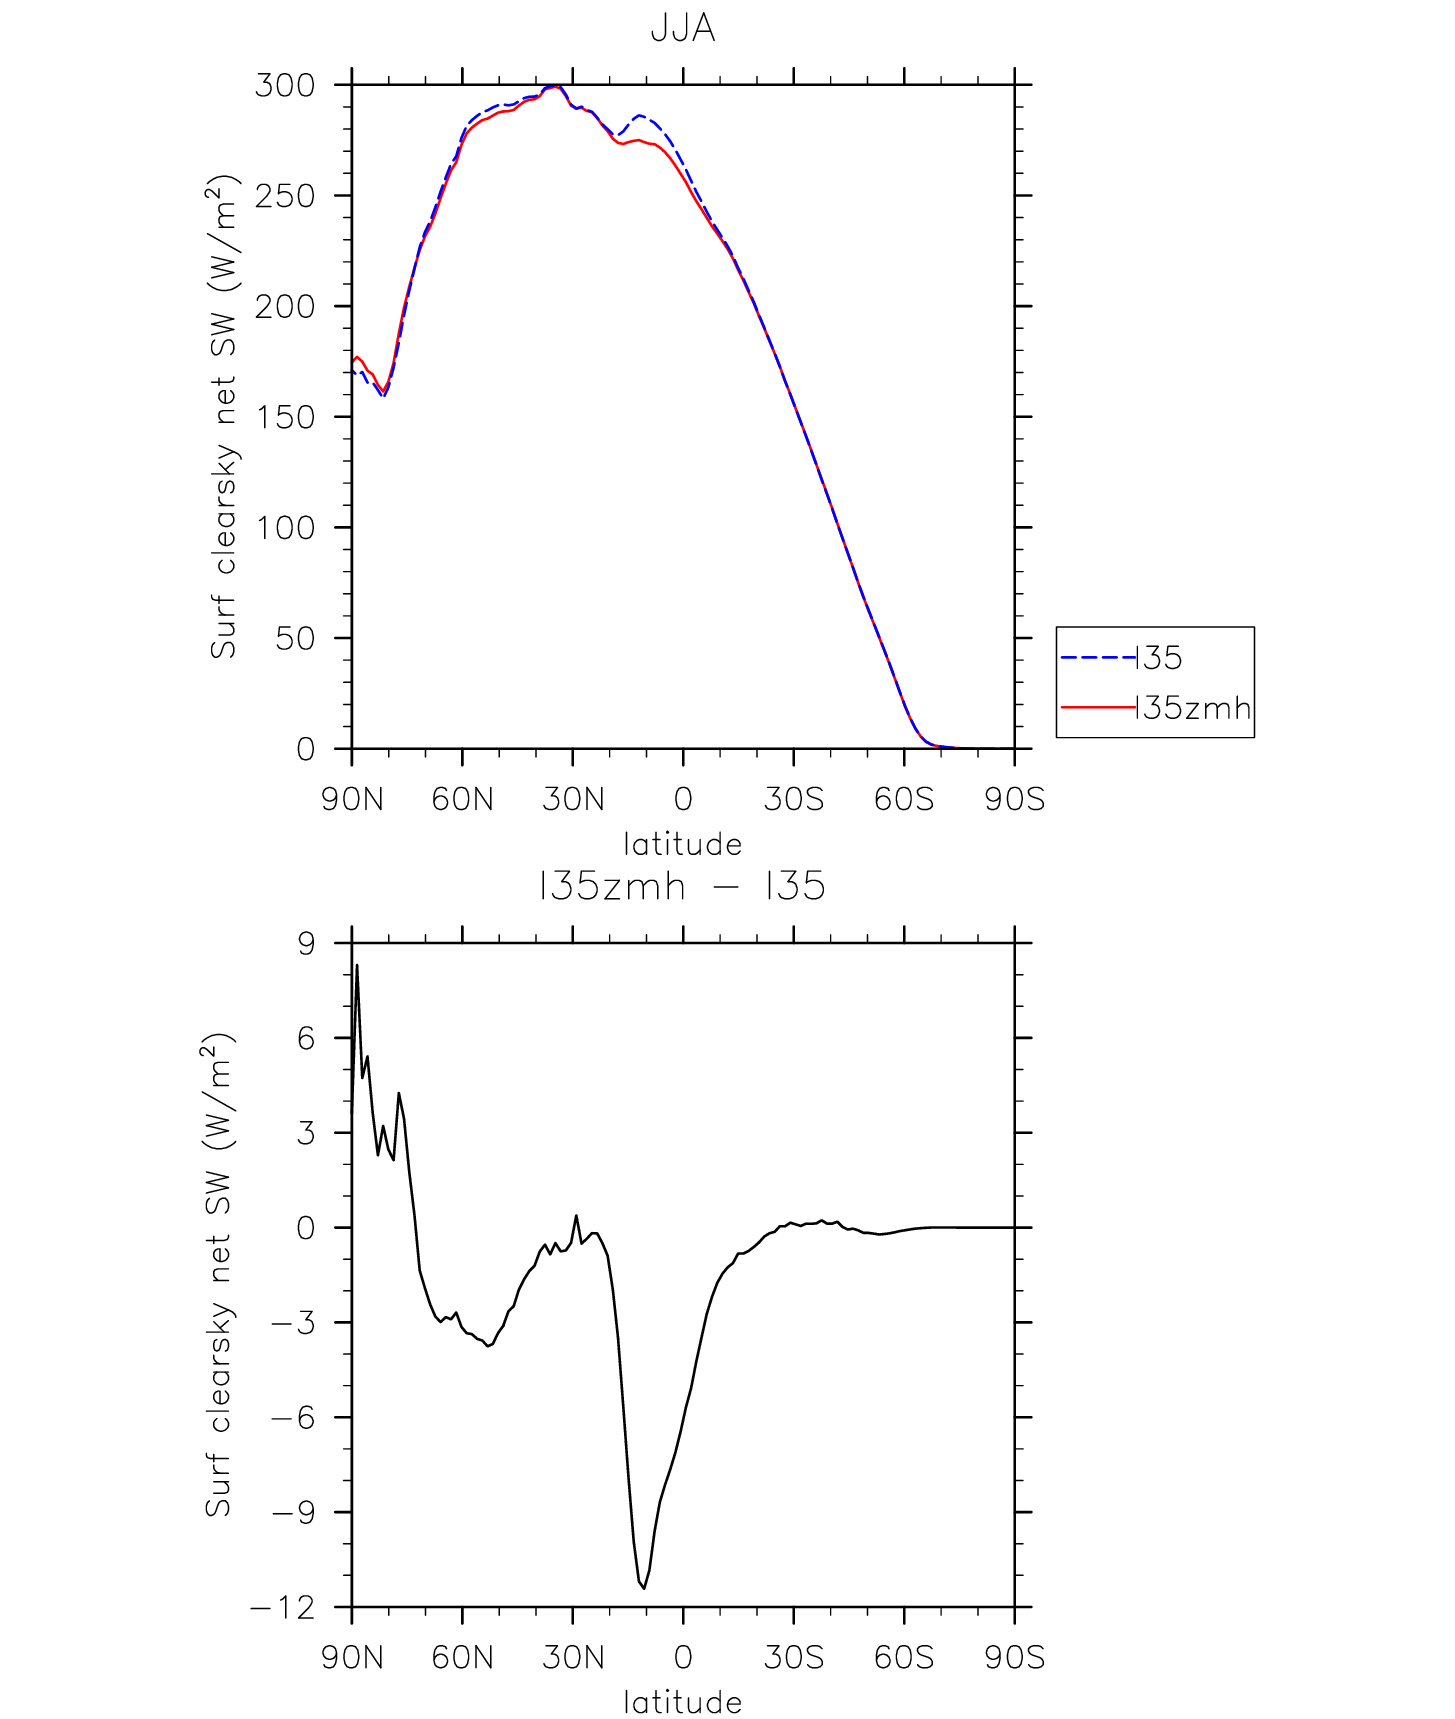 JJA
300
250
200
150
100
50
0
Surf clearsky net SW (W/m²)
90N 60N 30N 0 30S 60S 90S
latitude
I35
I35zmh
I35zmh − I35
9
6
3
0
−3
−6
−9
−12
Surf clearsky net SW (W/m²)
90N 60N 30N 0 30S 60S 90S
latitude